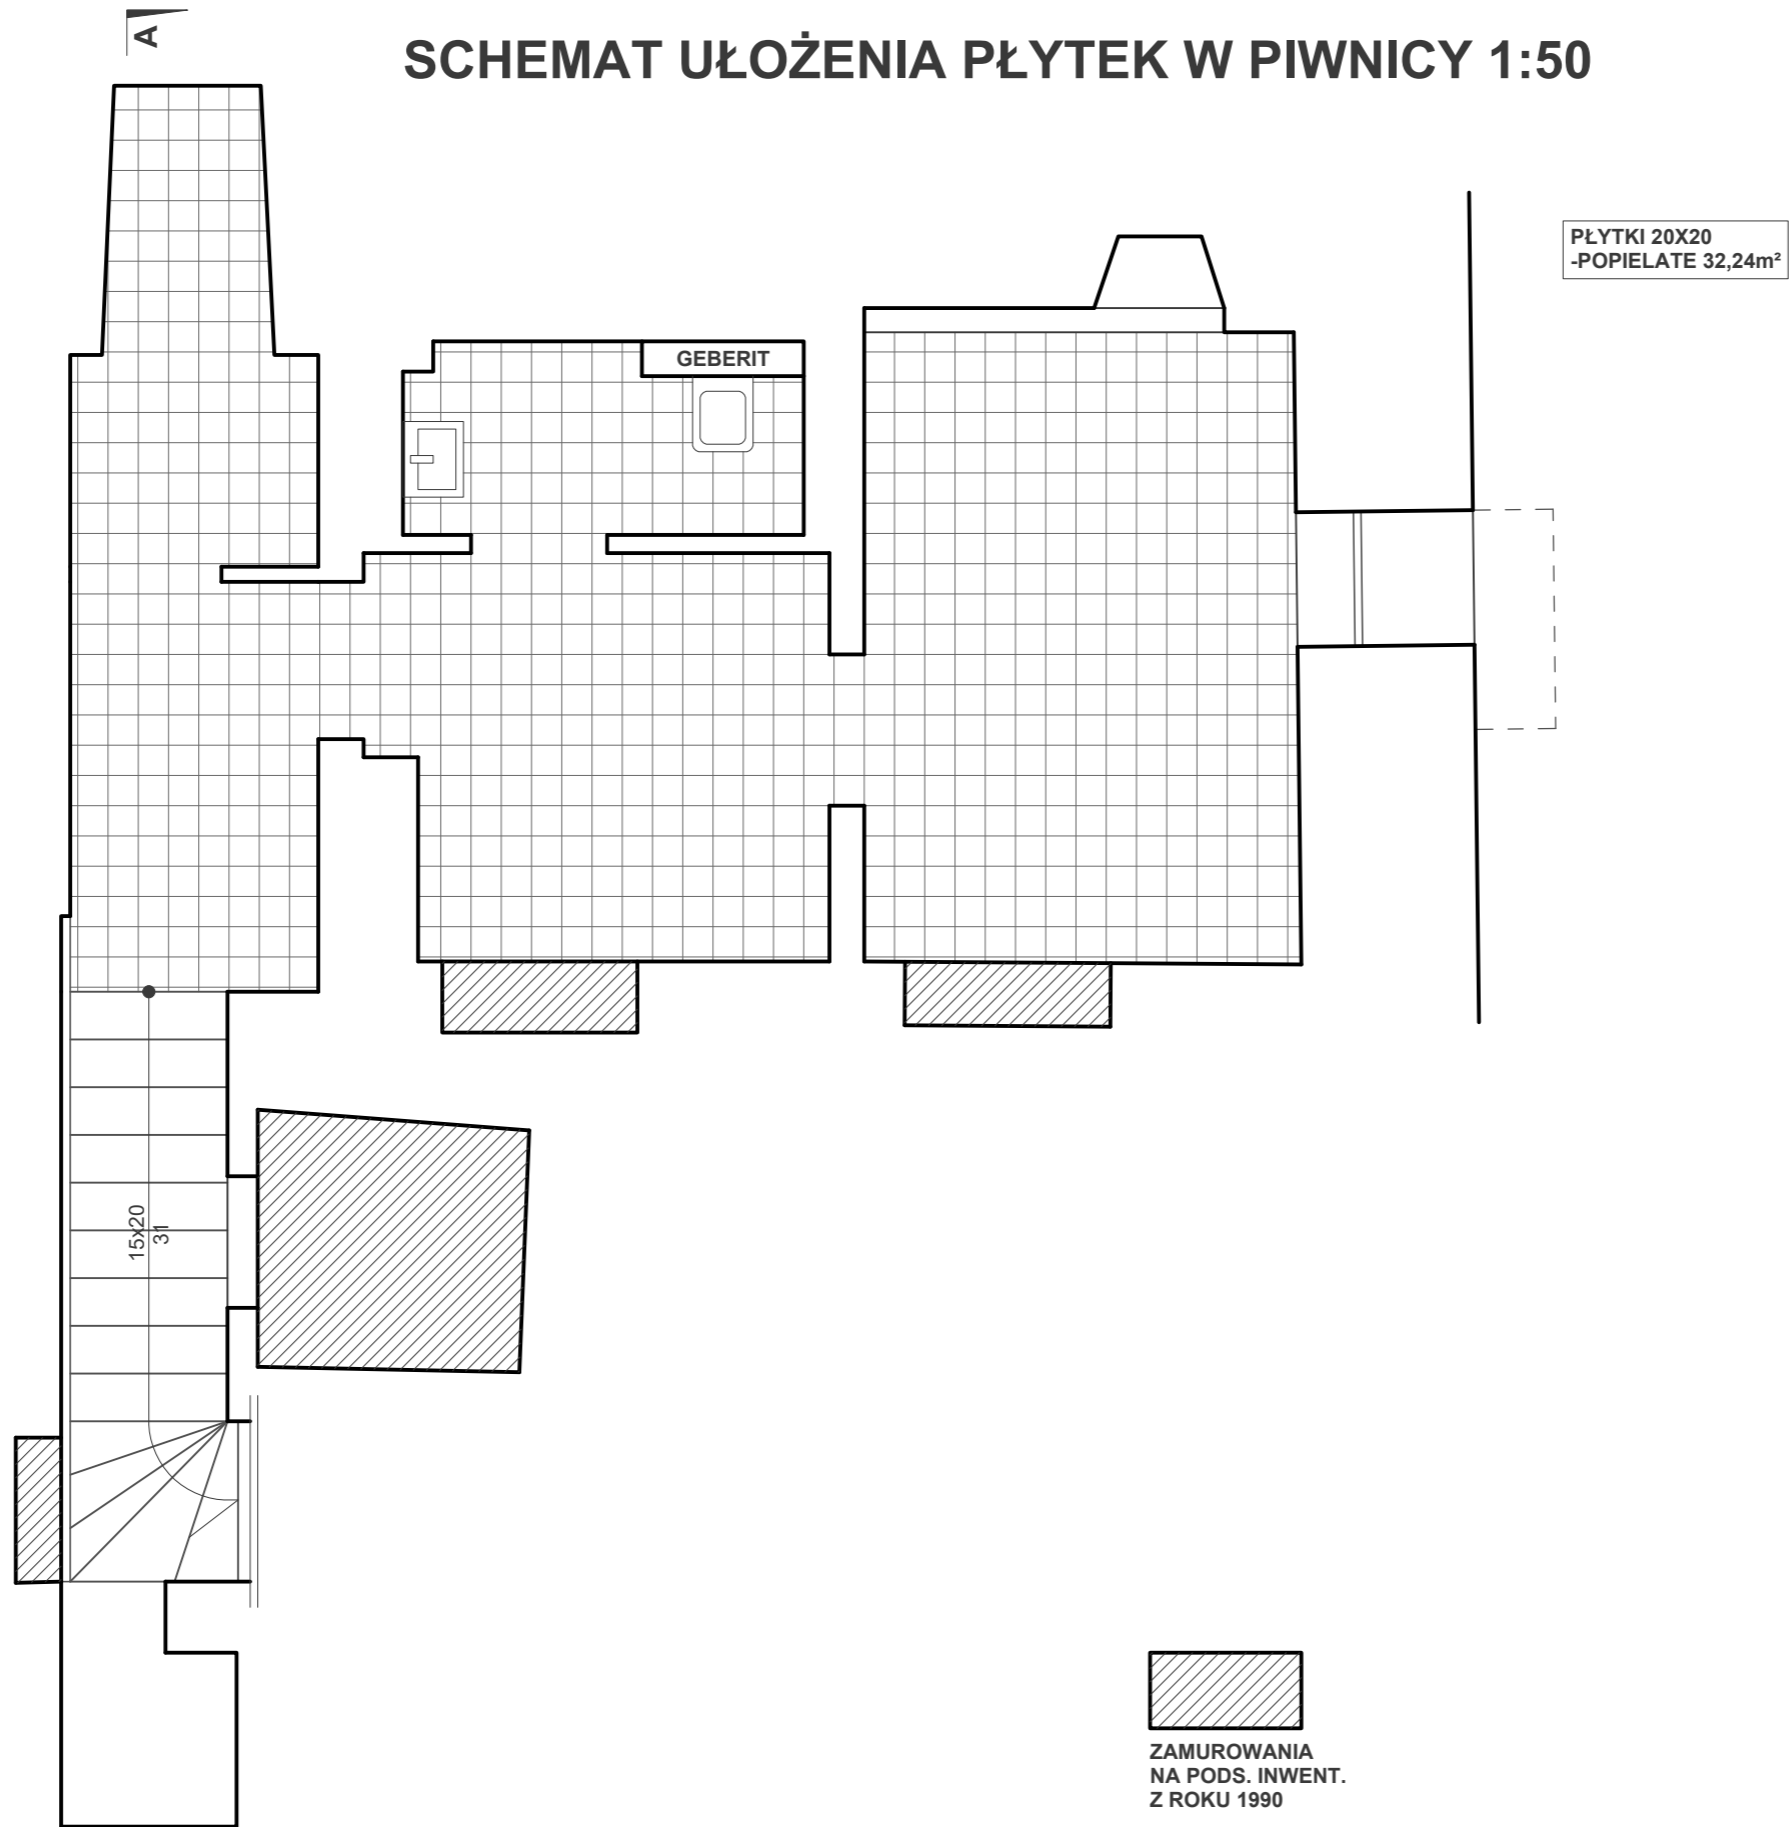 A
SCHEMAT UŁOŻENIA PŁYTEK W PIWNICY 1:50
PŁYTKI 20X20
-POPIELATE 32,24m²
GEBERIT
15x20
31
ZAMUROWANIA
NA PODS. INWENT.
Z ROKU 1990